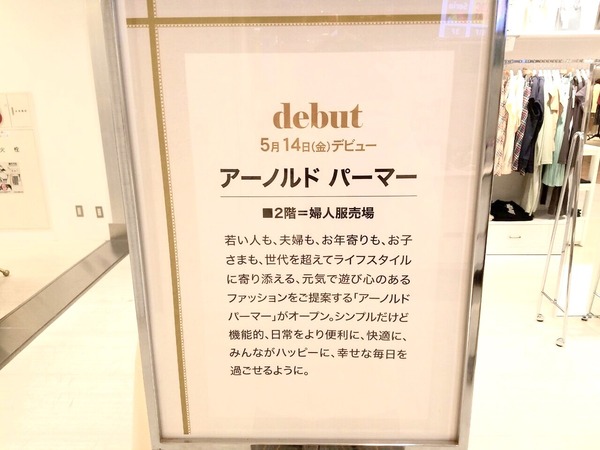 debut
5月14日(金)デビュー
アーノルド パーマー
■2階=婦人服売場
若い人も、夫婦も、お年寄りも、お子
さまも、世代を超えてライフスタイル
に寄り添える、元気で遊び心のある
ファッションをご提案する「アーノルド
パーマー」がオープン。シンプルだけど
機能的、日常をより便利に、快適に、
みんながハッピーに、幸せな毎日を
過ごせるように。